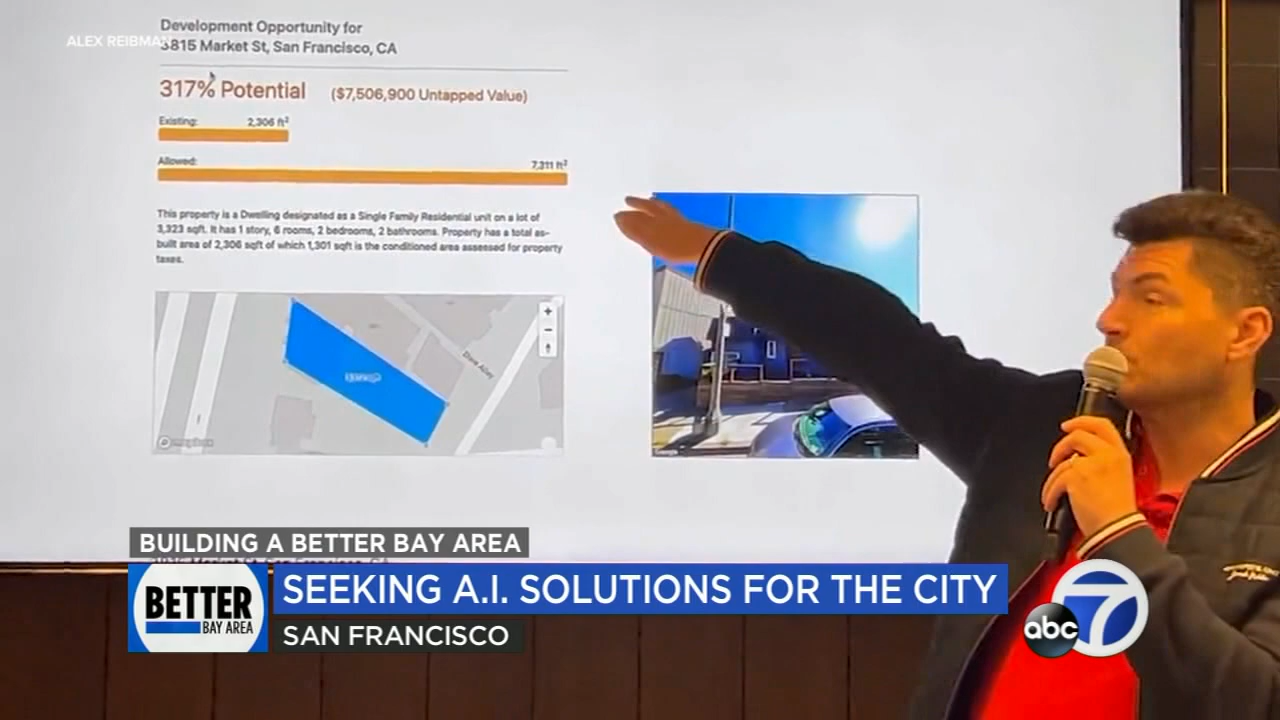 ALEX REIBMAN
Development Opportunity for
3815 Market St, San Francisco, CA
317% Potential ($7,506,900 Untapped Value)
Existing: 2,306 ft²
Allowed: 7,311 ft²
This property is a Dwelling designated as a Single Family Residential unit on a lot of
3,323 sqft. It has 1 story, 6 rooms, 2 bedrooms, 2 bathrooms. Property has a total as-
built area of 2,306 sqft of which 1,301 sqft is the conditioned area assessed for property
taxes.
+
−
Dixie Alley
mapbox
BUILDING A BETTER BAY AREA
BETTER
BAY AREA
SEEKING A.I. SOLUTIONS FOR THE CITY
SAN FRANCISCO
abc 7